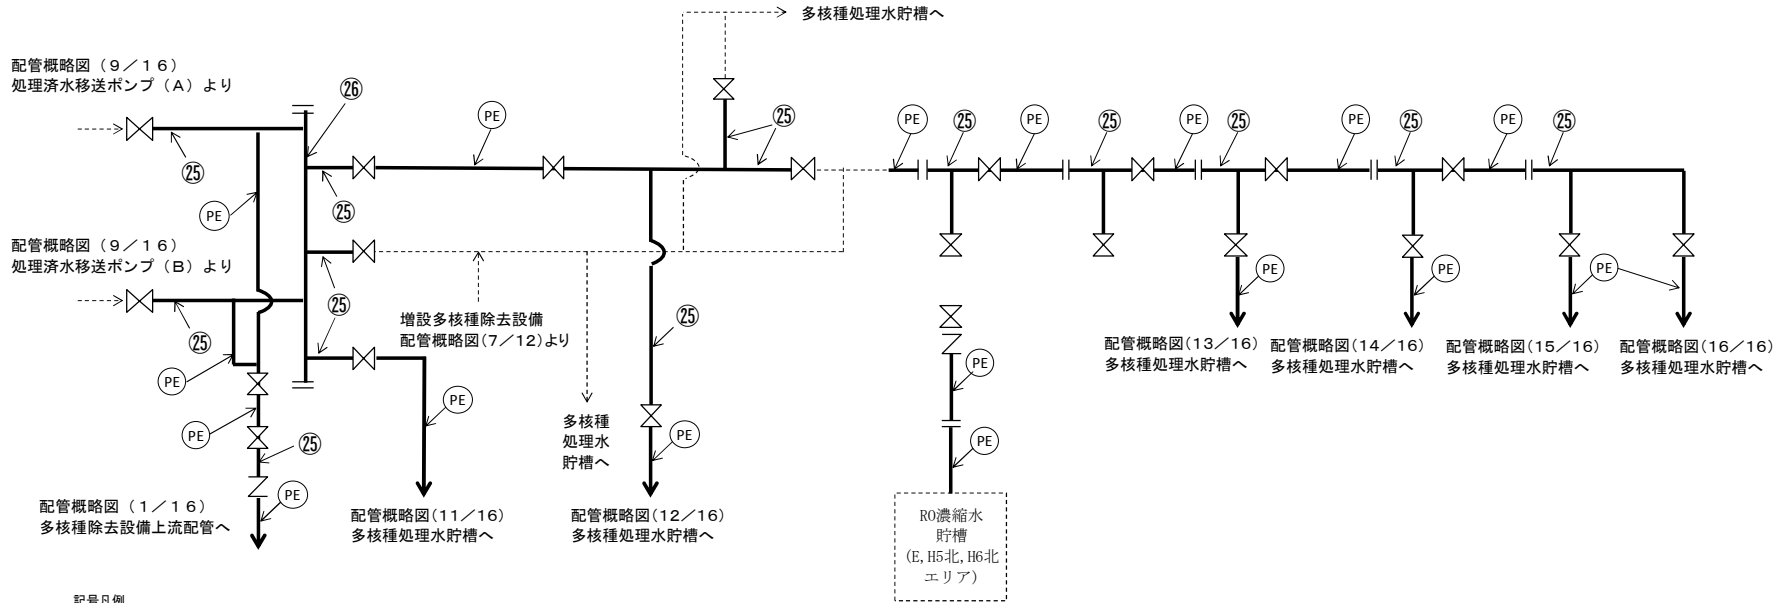 多核種処理水貯槽へ
配管概略図（９／１６）
処理済水移送ポンプ（Ａ）より
㉖
PE
㉕
PE
㉕
PE
㉕
PE
㉕
PE
㉕
PE
㉕
㉕
PE
㉕
配管概略図（９／１６）
処理済水移送ポンプ（Ｂ）より
㉕
㉕
PE
PE
PE
増設多核種除去設備
配管概略図(７／１２)より
㉕
㉕
PE
PE
PE
配管概略図(１３／１６)
多核種処理水貯槽へ
配管概略図(１４／１６)
多核種処理水貯槽へ
配管概略図(１５／１６)
多核種処理水貯槽へ
配管概略図(１６／１６)
多核種処理水貯槽へ
PE
PE
㉕
多核種
処理水
貯槽へ
PE
PE
配管概略図（１／１６）
多核種除去設備上流配管へ
PE
配管概略図(１１／１６)
多核種処理水貯槽へ
配管概略図(１２／１６)
多核種処理水貯槽へ
RO濃縮水
貯槽
(E,H5北,H6北
エリア)
記号凡例